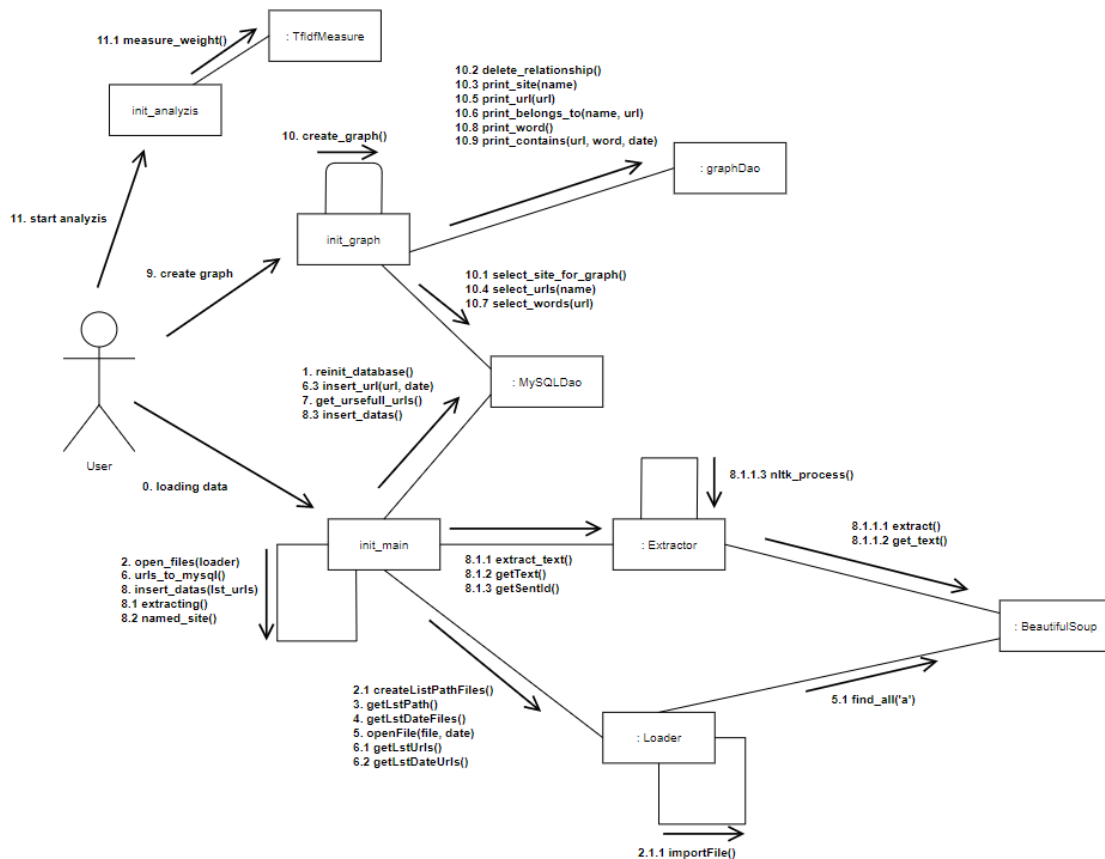 11.1 measure_weight()
: TfIdfMeasure
init_analyzis
11. start analyzis
10.2 delete_relationship()
10.3 print_site(name)
10.5 print_url(url)
10.6 print_belongs_to(name, url)
10.8 print_word()
10.9 print_contains(url, word, date)
10. create_graph()
: graphDao
init_graph
9. create graph
10.1 select_site_for_graph()
10.4 select_urls(name)
10.7 select_words(url)
1. reinit_database()
6.3 insert_url(url, date)
7. get_ursefull_urls()
8.3 insert_datas()
: MySQLDao
User
0. loading data
init_main
2. open_files(loader)
6. urls_to_mysql()
8. insert_datas(lst_urls)
8.1 extracting()
8.2 named_site()
8.1.1 extract_text()
8.1.2 getText()
8.1.3 getSentId()
: Extractor
8.1.1.3 nltk_process()
8.1.1.1 extract()
8.1.1.2 get_text()
: BeautifulSoup
2.1 createListPathFiles()
3. getLstPath()
4. getLstDateFiles()
5. openFile(file, date)
6.1 getLstUrls()
6.2 getLstDateUrls()
5.1 find_all('a')
: Loader
2.1.1 importFile()